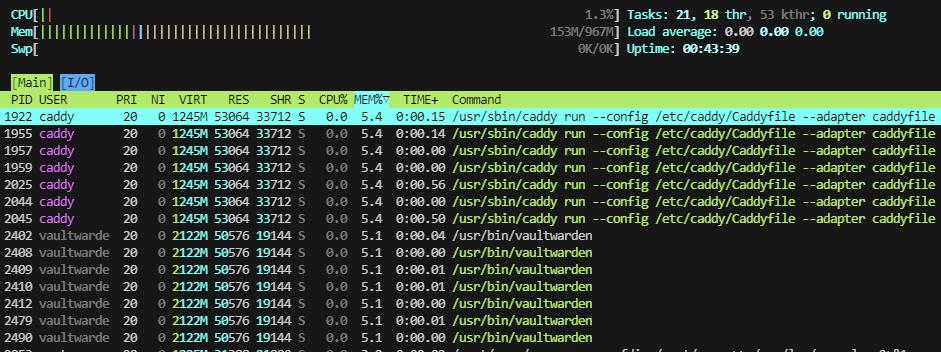 CPU[|| 1.3%] Tasks: 21, 18 thr, 53 kthr; 0 running
Mem[|||||||||||||||||||||||||||||||||||||| 153M/967M] Load average: 0.00 0.00 0.00
Swp[ 0K/0K] Uptime: 00:43:39
[Main] [I/O]
PID USER PRI NI VIRT RES SHR S CPU% MEM%▽ TIME+ Command
1922 caddy 20 0 1245M 53064 33712 S 0.0 5.4 0:00.15 /usr/sbin/caddy run --config /etc/caddy/Caddyfile --adapter caddyfile
1955 caddy 20 0 1245M 53064 33712 S 0.0 5.4 0:00.14 /usr/sbin/caddy run --config /etc/caddy/Caddyfile --adapter caddyfile
1957 caddy 20 0 1245M 53064 33712 S 0.0 5.4 0:00.00 /usr/sbin/caddy run --config /etc/caddy/Caddyfile --adapter caddyfile
1959 caddy 20 0 1245M 53064 33712 S 0.0 5.4 0:00.00 /usr/sbin/caddy run --config /etc/caddy/Caddyfile --adapter caddyfile
2025 caddy 20 0 1245M 53064 33712 S 0.0 5.4 0:00.56 /usr/sbin/caddy run --config /etc/caddy/Caddyfile --adapter caddyfile
2044 caddy 20 0 1245M 53064 33712 S 0.0 5.4 0:00.00 /usr/sbin/caddy run --config /etc/caddy/Caddyfile --adapter caddyfile
2045 caddy 20 0 1245M 53064 33712 S 0.0 5.4 0:00.50 /usr/sbin/caddy run --config /etc/caddy/Caddyfile --adapter caddyfile
2402 vaultwarde 20 0 2122M 50576 19144 S 0.0 5.1 0:00.04 /usr/bin/vaultwarden
2408 vaultwarde 20 0 2122M 50576 19144 S 0.0 5.1 0:00.00 /usr/bin/vaultwarden
2409 vaultwarde 20 0 2122M 50576 19144 S 0.0 5.1 0:00.01 /usr/bin/vaultwarden
2410 vaultwarde 20 0 2122M 50576 19144 S 0.0 5.1 0:00.01 /usr/bin/vaultwarden
2412 vaultwarde 20 0 2122M 50576 19144 S 0.0 5.1 0:00.00 /usr/bin/vaultwarden
2479 vaultwarde 20 0 2122M 50576 19144 S 0.0 5.1 0:00.01 /usr/bin/vaultwarden
2490 vaultwarde 20 0 2122M 50576 19144 S 0.0 5.1 0:00.00 /usr/bin/vaultwarden